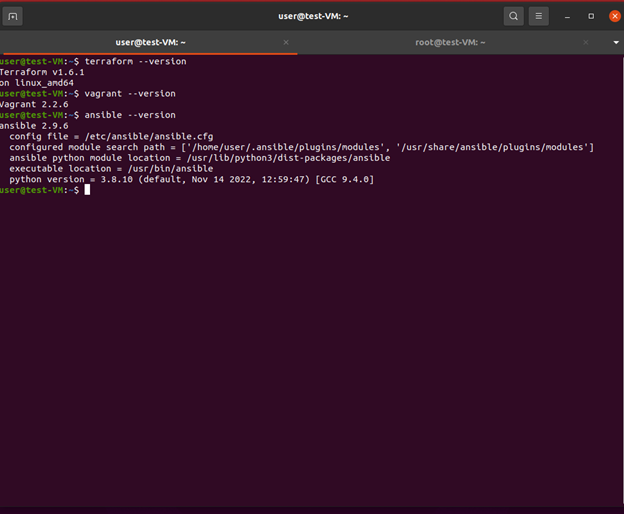 user@test-VM: ~
user@test-VM: ~
root@test-VM: ~
user@test-VM:~$ terraform --version
Terraform v1.6.1
on linux_amd64
user@test-VM:~$ vagrant --version
Vagrant 2.2.6
user@test-VM:~$ ansible --version
ansible 2.9.6
  config file = /etc/ansible/ansible.cfg
  configured module search path = ['/home/user/.ansible/plugins/modules', '/usr/share/ansible/plugins/modules']
  ansible python module location = /usr/lib/python3/dist-packages/ansible
  executable location = /usr/bin/ansible
  python version = 3.8.10 (default, Nov 14 2022, 12:59:47) [GCC 9.4.0]
user@test-VM:~$